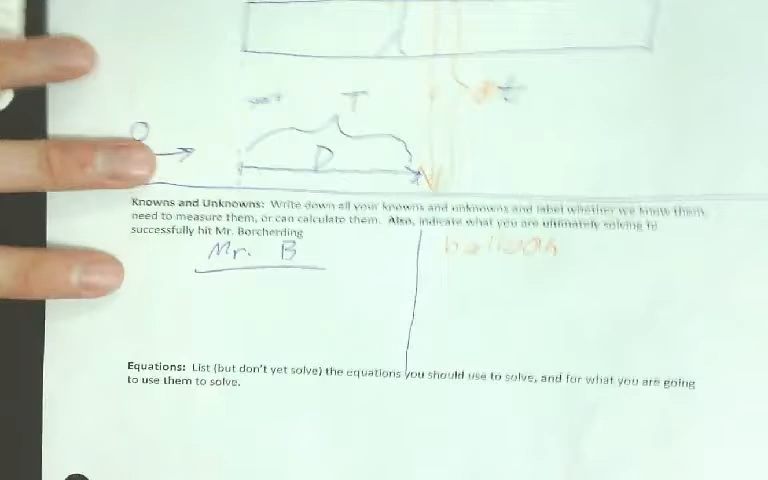 t
T
D
Knowns and Unknowns: Write down all your knowns and unknowns and label whether we know them,
need to measure them, or can calculate them. Also, indicate what you are ultimately solving to
successfully hit Mr. Borcherding
Mr. B
balloon
Equations: List (but don't yet solve) the equations you should use to solve, and for what you are going
to use them to solve.